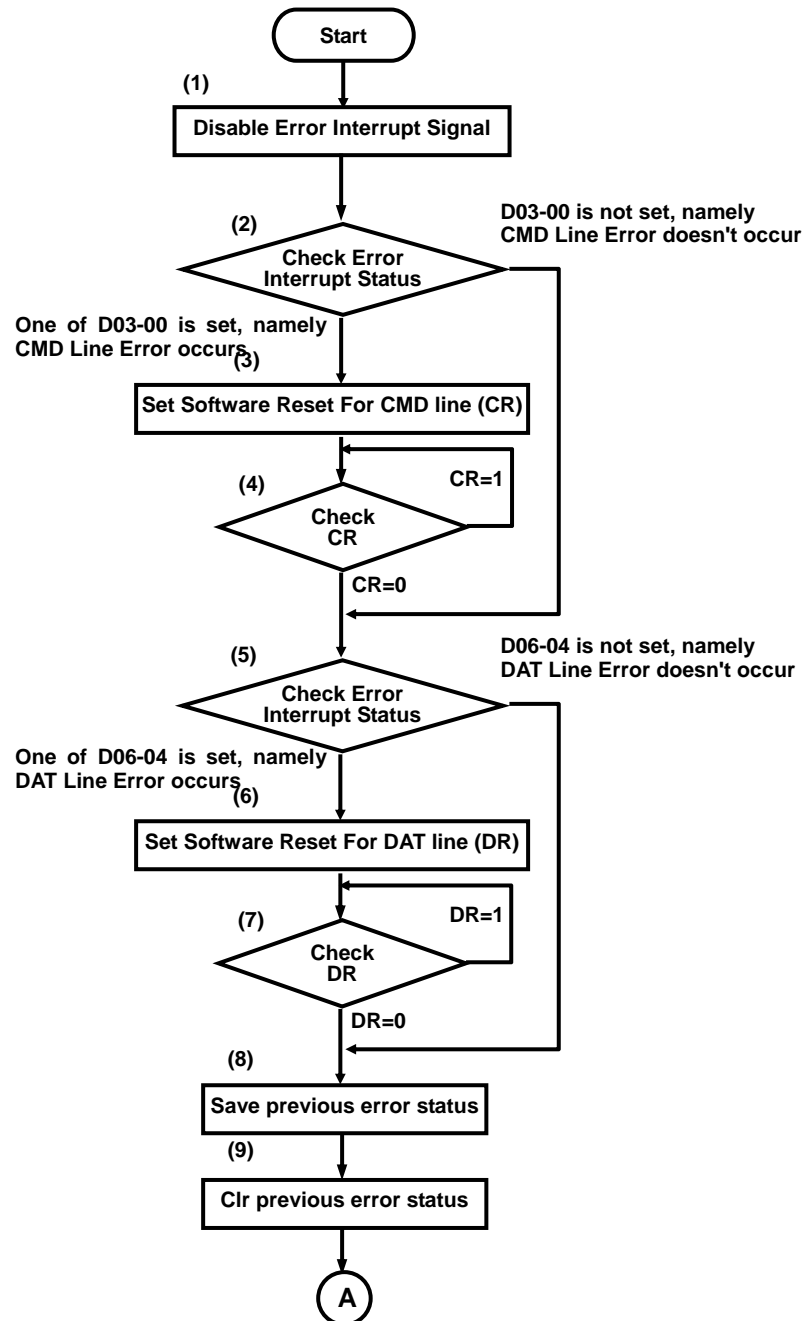 Start
(1)
Disable Error Interrupt Signal
D03-00 is not set, namely
CMD Line Error doesn't occur
(2)
Check Error
Interrupt Status
One of D03-00 is set, namely
CMD Line Error occurs
(3)
Set Software Reset For CMD line (CR)
CR=1
(4)
Check
CR
CR=0
D06-04 is not set, namely
DAT Line Error doesn't occur
(5)
Check Error
Interrupt Status
One of D06-04 is set, namely
DAT Line Error occurs
(6)
Set Software Reset For DAT line (DR)
DR=1
(7)
Check
DR
DR=0
(8)
Save previous error status
(9)
Clr previous error status
A